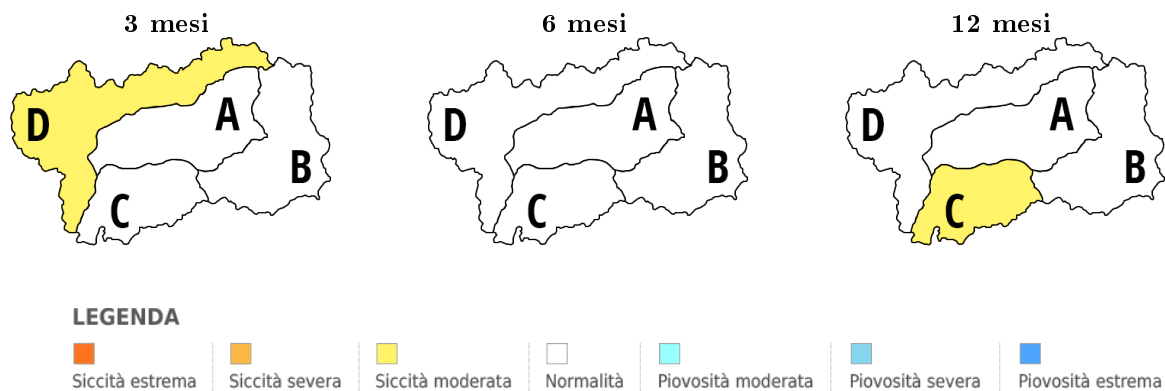 3 mesi 6 mesi 12 mesi
A A A
D D D
B B B
C C C
LEGENDA
Siccità estrema Siccità severa Siccità moderata Normalità Piovosità moderata Piovosità severa Piovosità estrema